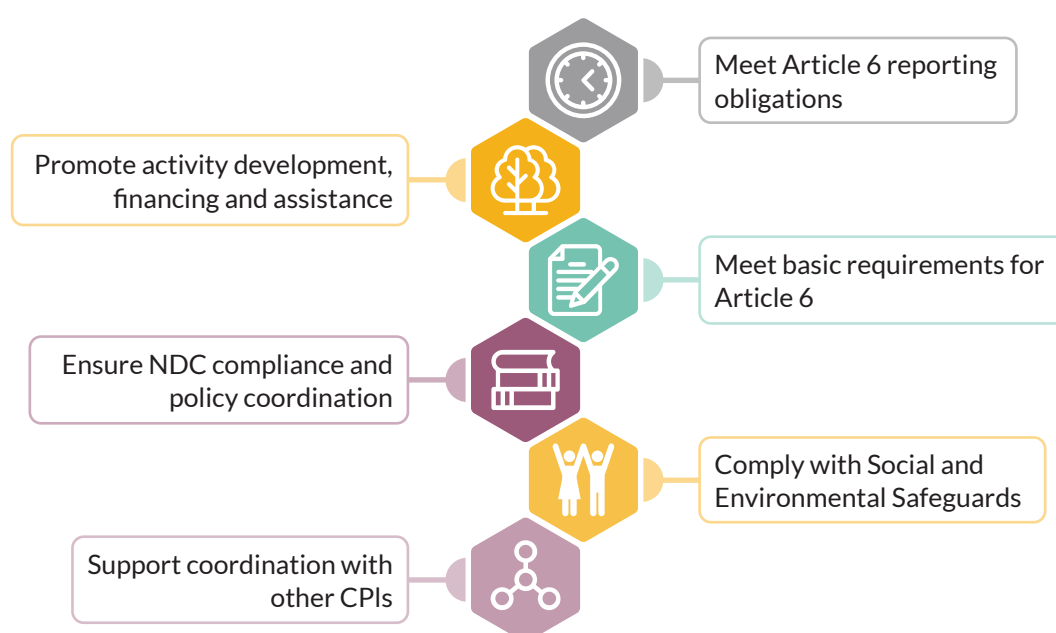 Meet Article 6 reporting
obligations
Promote activity development,
financing and assistance
Meet basic requirements for
Article 6
Ensure NDC compliance and
policy coordination
Comply with Social and
Environmental Safeguards
Support coordination with
other CPIs